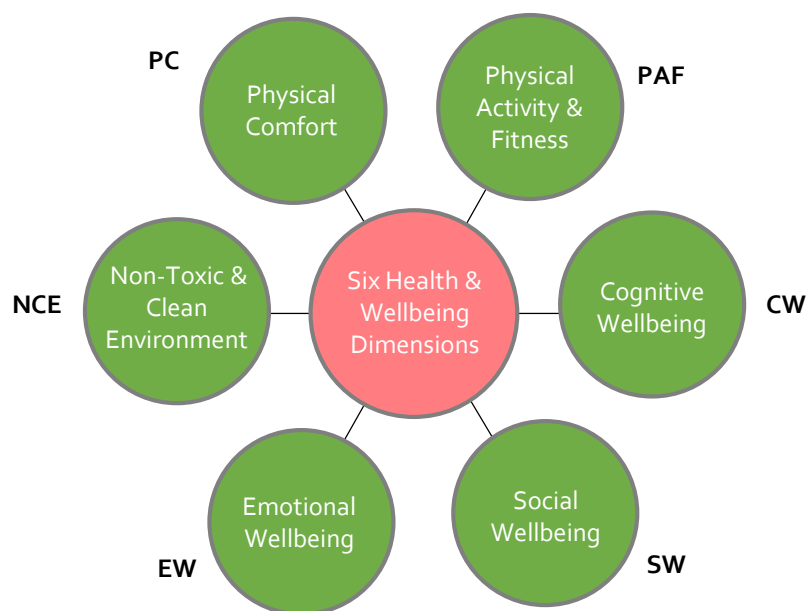 PC
Physical
Comfort
Physical
Activity &
Fitness
PAF
NCE
Non-Toxic &
Clean
Environment
Six Health &
Wellbeing
Dimensions
Cognitive
Wellbeing
CW
EW
Emotional
Wellbeing
Social
Wellbeing
SW